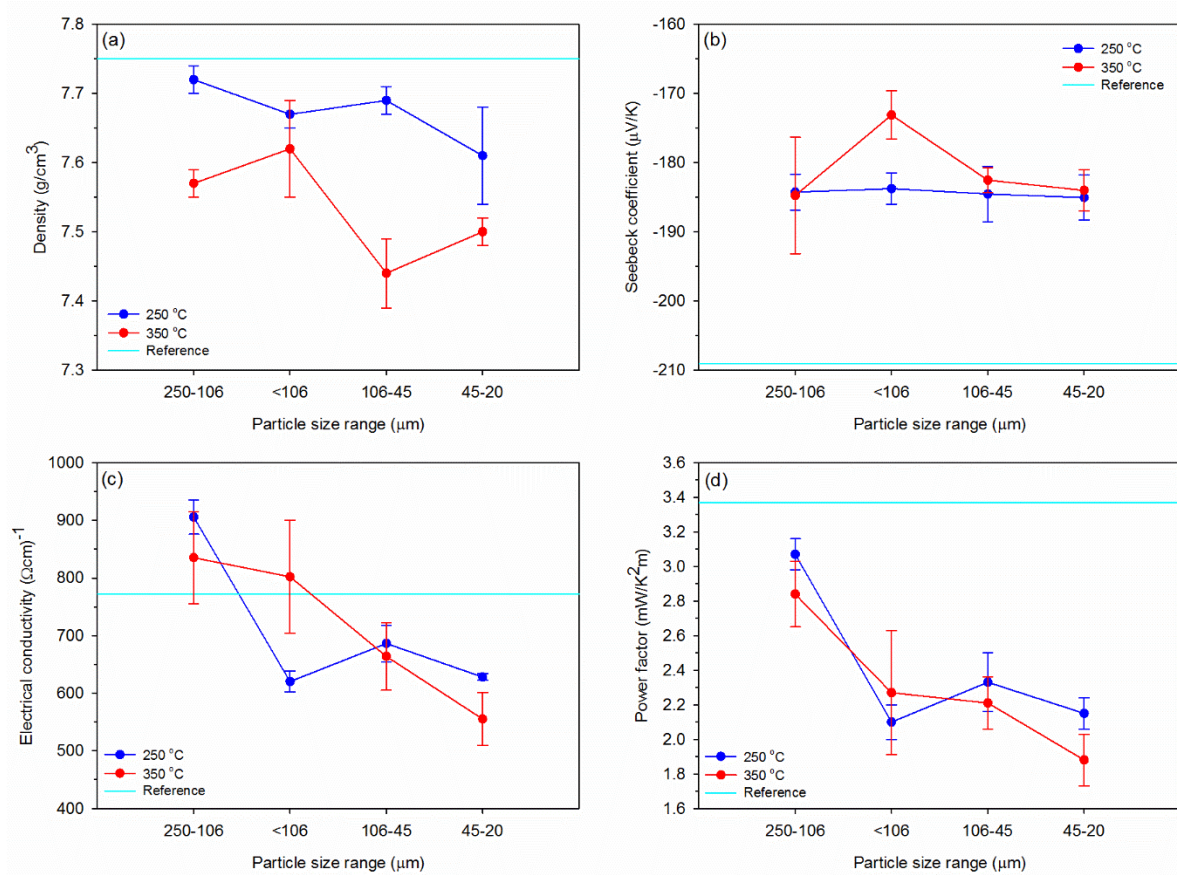 (a)
7.8
7.7
7.6
7.5
7.4
7.3
Density (g/cm³)
250 °C
350 °C
Reference
250-106
<106
106-45
45-20
Particle size range (μm)
(b)
-160
-170
-180
-190
-200
-210
Seebeck coefficient (μV/K)
250 °C
350 °C
Reference
250-106
<106
106-45
45-20
Particle size range (μm)
(c)
1000
900
800
700
600
500
400
Electrical conductivity (Ωcm)⁻¹
250 °C
350 °C
Reference
250-106
<106
106-45
45-20
Particle size range (μm)
(d)
3.6
3.4
3.2
3.0
2.8
2.6
2.4
2.2
2.0
1.8
1.6
Power factor (mW/K²m)
250 °C
350 °C
Reference
250-106
<106
106-45
45-20
Particle size range (μm)